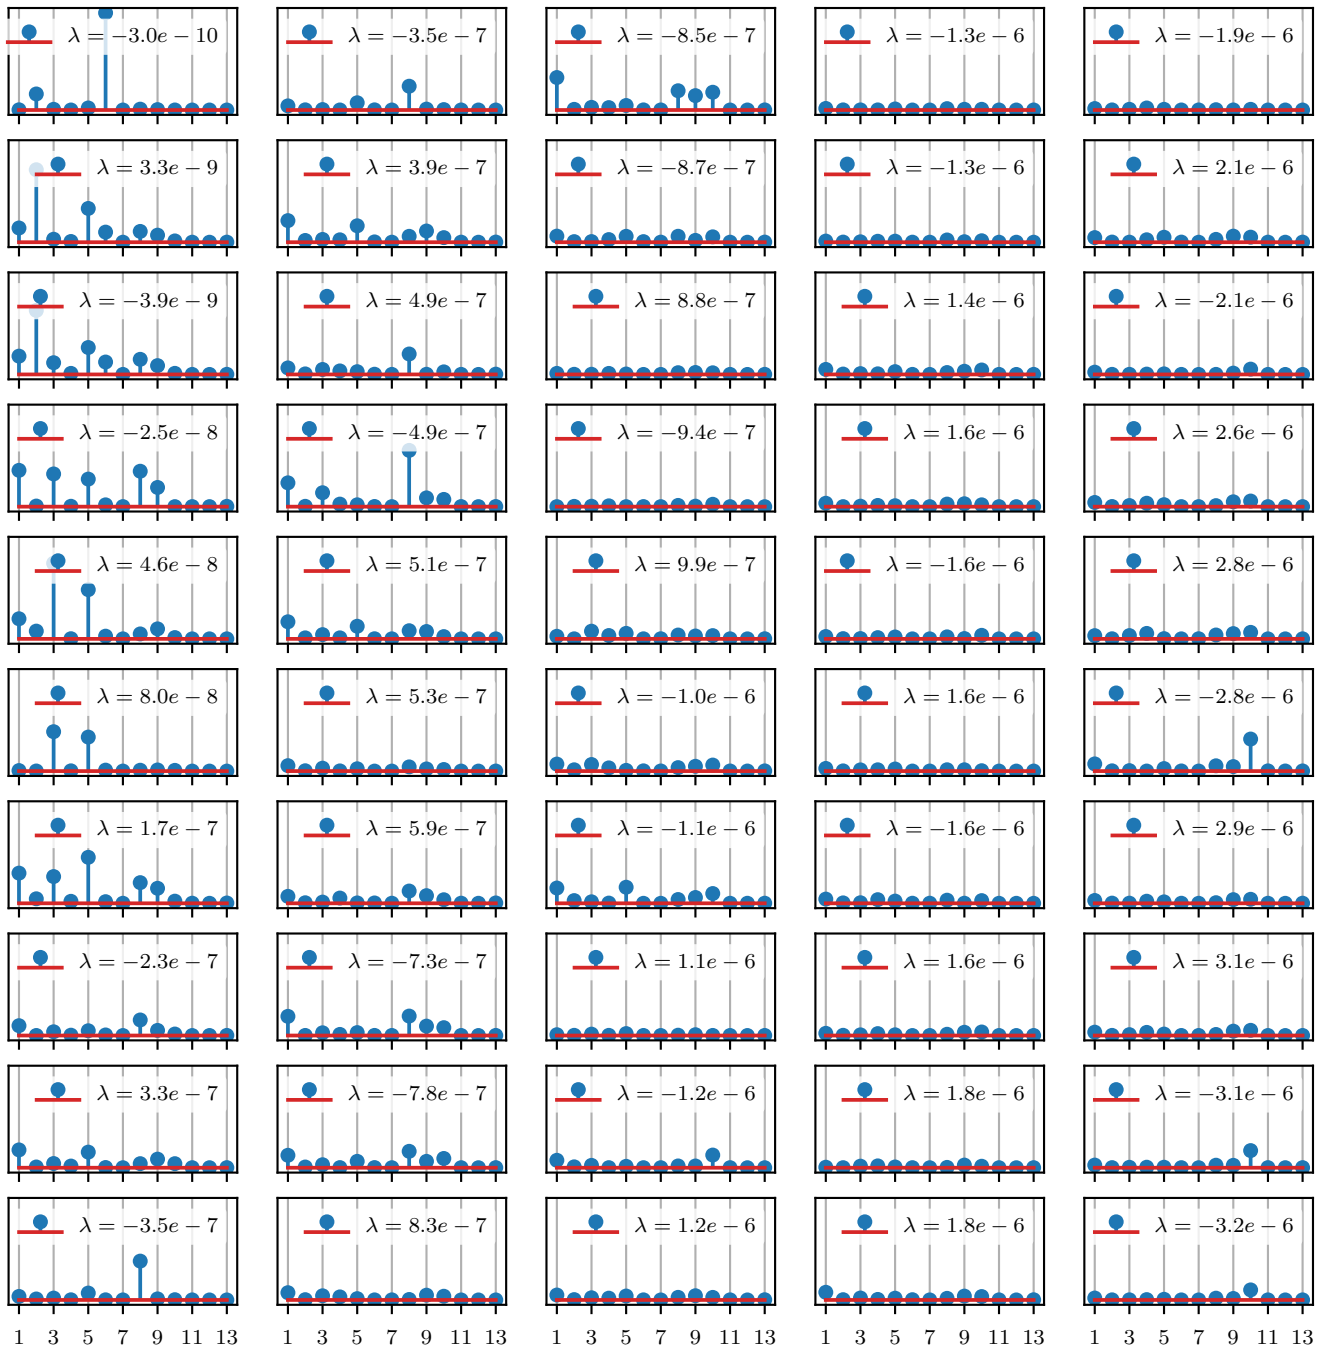 λ = −3.0e − 10 λ = −3.5e − 7 λ = −8.5e − 7 λ = −1.3e − 6 λ = −1.9e − 6
λ = 3.3e − 9 λ = 3.9e − 7 λ = −8.7e − 7 λ = −1.3e − 6 λ = 2.1e − 6
λ = −3.9e − 9 λ = 4.9e − 7 λ = 8.8e − 7 λ = 1.4e − 6 λ = −2.1e − 6
λ = −2.5e − 8 λ = −4.9e − 7 λ = −9.4e − 7 λ = 1.6e − 6 λ = 2.6e − 6
λ = 4.6e − 8 λ = 5.1e − 7 λ = 9.9e − 7 λ = −1.6e − 6 λ = 2.8e − 6
λ = 8.0e − 8 λ = 5.3e − 7 λ = −1.0e − 6 λ = 1.6e − 6 λ = −2.8e − 6
λ = 1.7e − 7 λ = 5.9e − 7 λ = −1.1e − 6 λ = −1.6e − 6 λ = 2.9e − 6
λ = −2.3e − 7 λ = −7.3e − 7 λ = 1.1e − 6 λ = 1.6e − 6 λ = 3.1e − 6
λ = 3.3e − 7 λ = −7.8e − 7 λ = −1.2e − 6 λ = 1.8e − 6 λ = −3.1e − 6
λ = −3.5e − 7 λ = 8.3e − 7 λ = 1.2e − 6 λ = 1.8e − 6 λ = −3.2e − 6
1 3 5 7 9 11 13 1 3 5 7 9 11 13 1 3 5 7 9 11 13 1 3 5 7 9 11 13 1 3 5 7 9 11 13